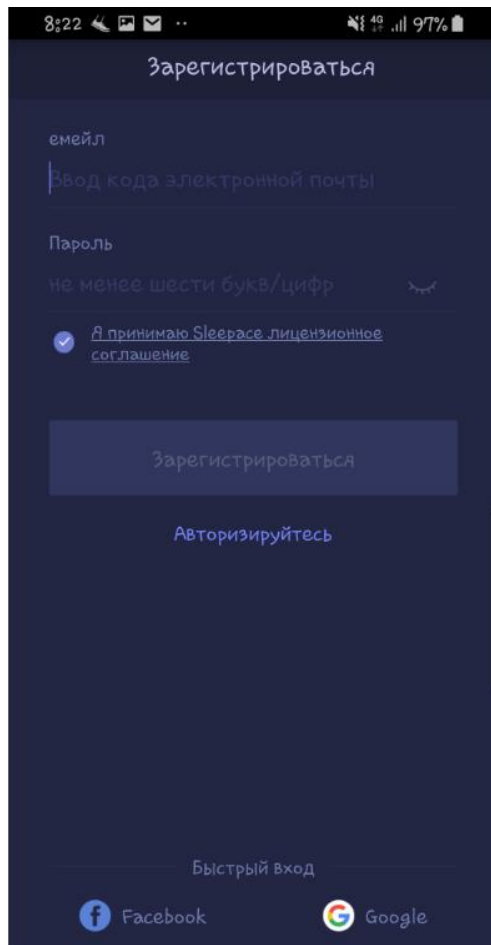 8:22 97%
Зарегистрироваться
емейл
Ввод кода электронной почты
Пароль
не менее шести букв/цифр
Я принимаю Sleepace лицензионное
соглашение
Зарегистрироваться
Авторизируйтесь
Быстрый вход
Facebook Google